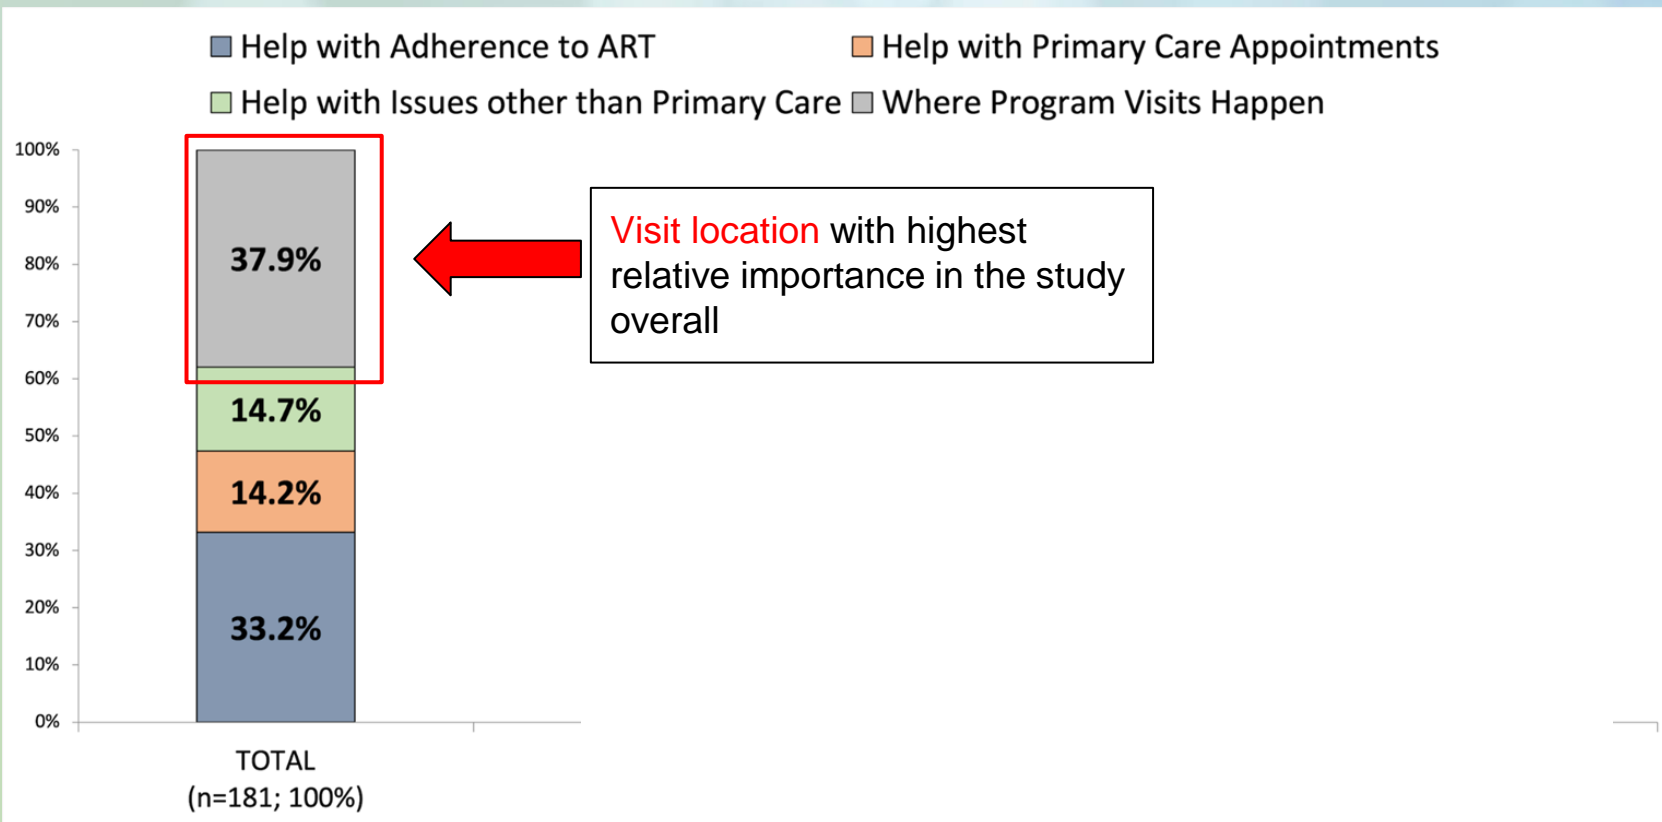 Help with Adherence to ART
Help with Primary Care Appointments
Help with Issues other than Primary Care
Where Program Visits Happen
100%
90%
80%
70%
60%
50%
40%
30%
20%
10%
0%
37.9%
14.7%
14.2%
33.2%
Visit location with highest
relative importance in the study
overall
TOTAL
(n=181; 100%)